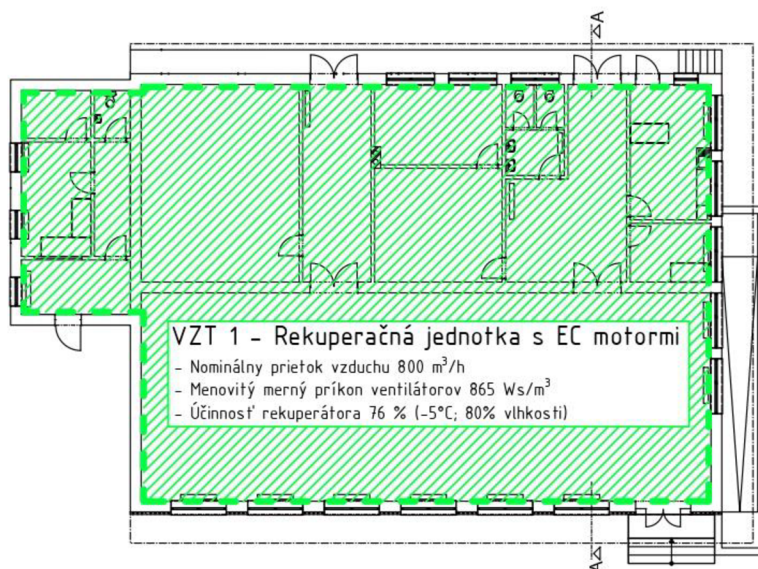 A
VZT 1 - Rekuperačná jednotka s EC motormi
- Nominálny prietok vzduchu 800 m³/h
- Menovitý merný príkon ventilátorov 865 Ws/m³
- Účinnosť rekuperátora 76 % (-5°C; 80% vlhkosti)
A